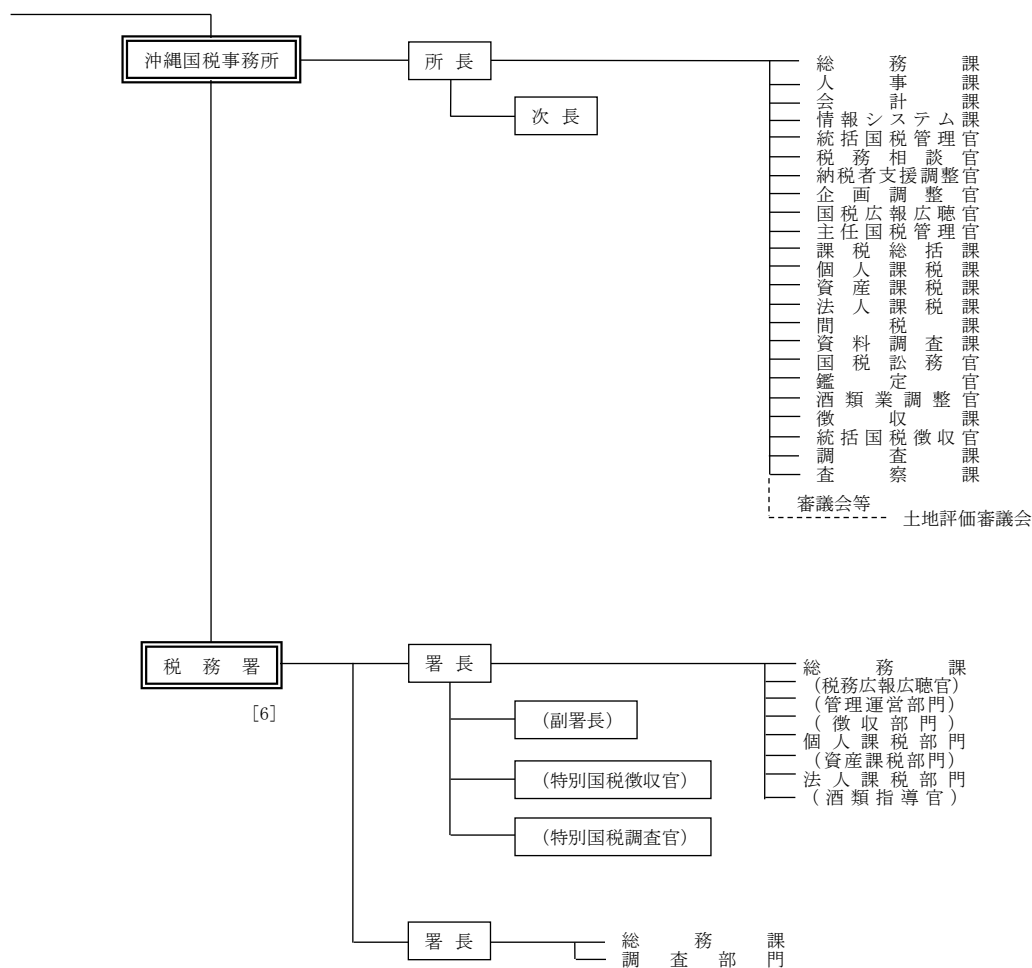 沖縄国税事務所
所長
次長
総務課
人事課
会計課
情報システム課
統括国税管理官
税務相談官
納税者支援調整官
企画調整官
国税広報広聴官
主任国税管理官
課税総括課
個人課税課
資産課税課
法人課税課
間税課
資料調査課
国税訟務官
鑑定官
酒類業調整官
徴収課
統括国税徴収官
調査課
査察課
審議会等
土地評価審議会
税務署
[6]
署長
(副署長)
(特別国税徴収官)
(特別国税調査官)
総務課
(税務広報広聴官)
(管理運営部門)
(徴収部門)
個人課税部門
(資産課税部門)
法人課税部門
(酒類指導官)
署長
総務課
調査部門